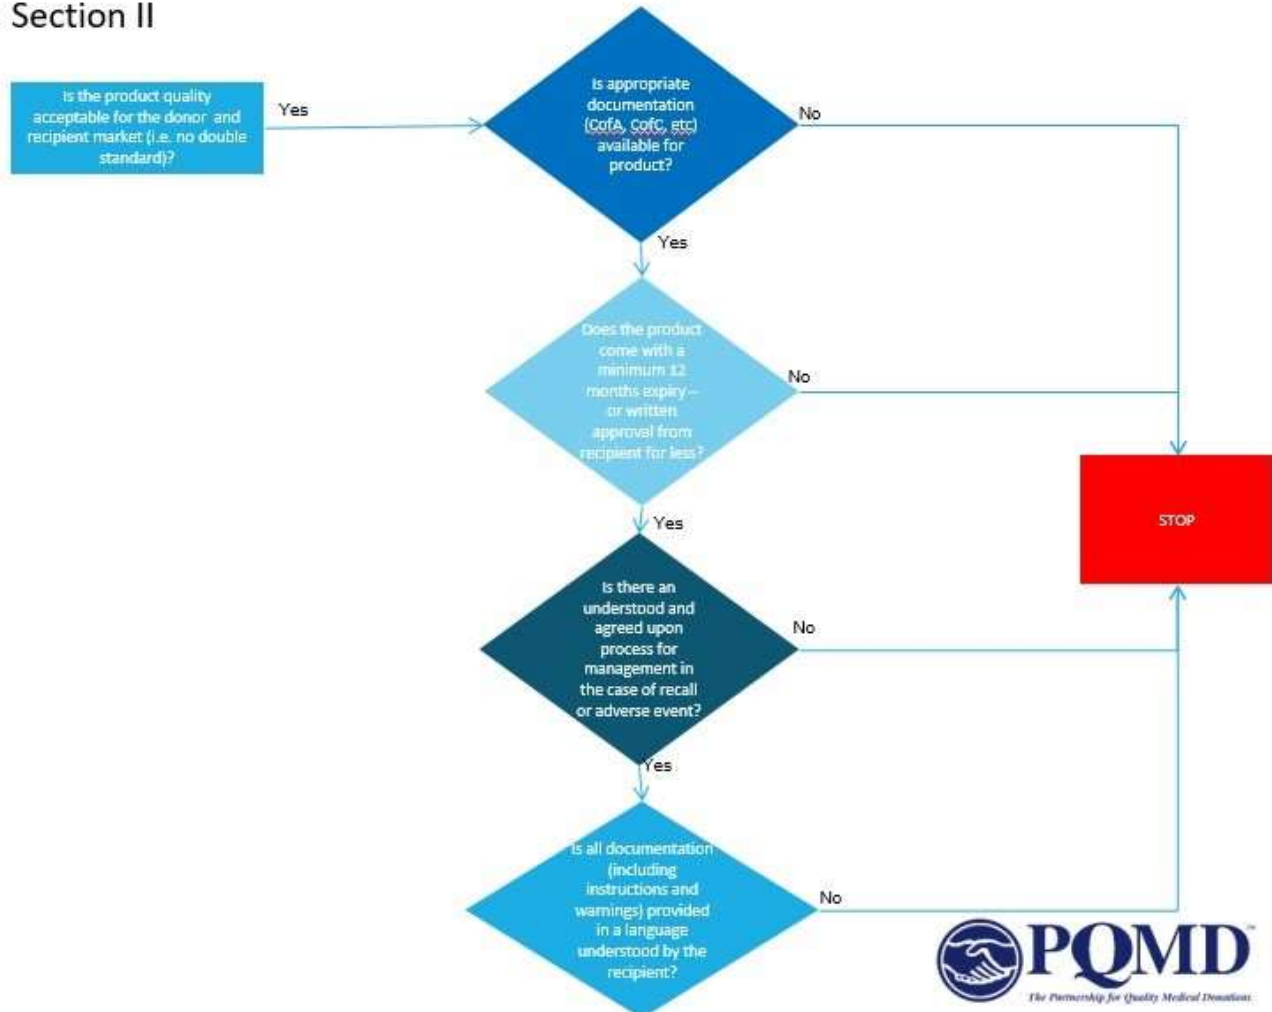 Section II
Is the product quality
acceptable for the donor and
recipient market (i.e. no double
standard)?
Yes
Is appropriate
documentation
(CofA, CofC, etc)
available for
product?
No
Yes
Does the product
come with a
minimum 12
months expiry –
or written
approval from
recipient for less?
No
Yes
Is there an
understood and
agreed upon
process for
management in
the case of recall
or adverse event?
No
STOP
Yes
Is all documentation
(including
instructions and
warnings) provided
in a language
understood by the
recipient?
No
PQMD
The Partnership for Quality Medical Donations